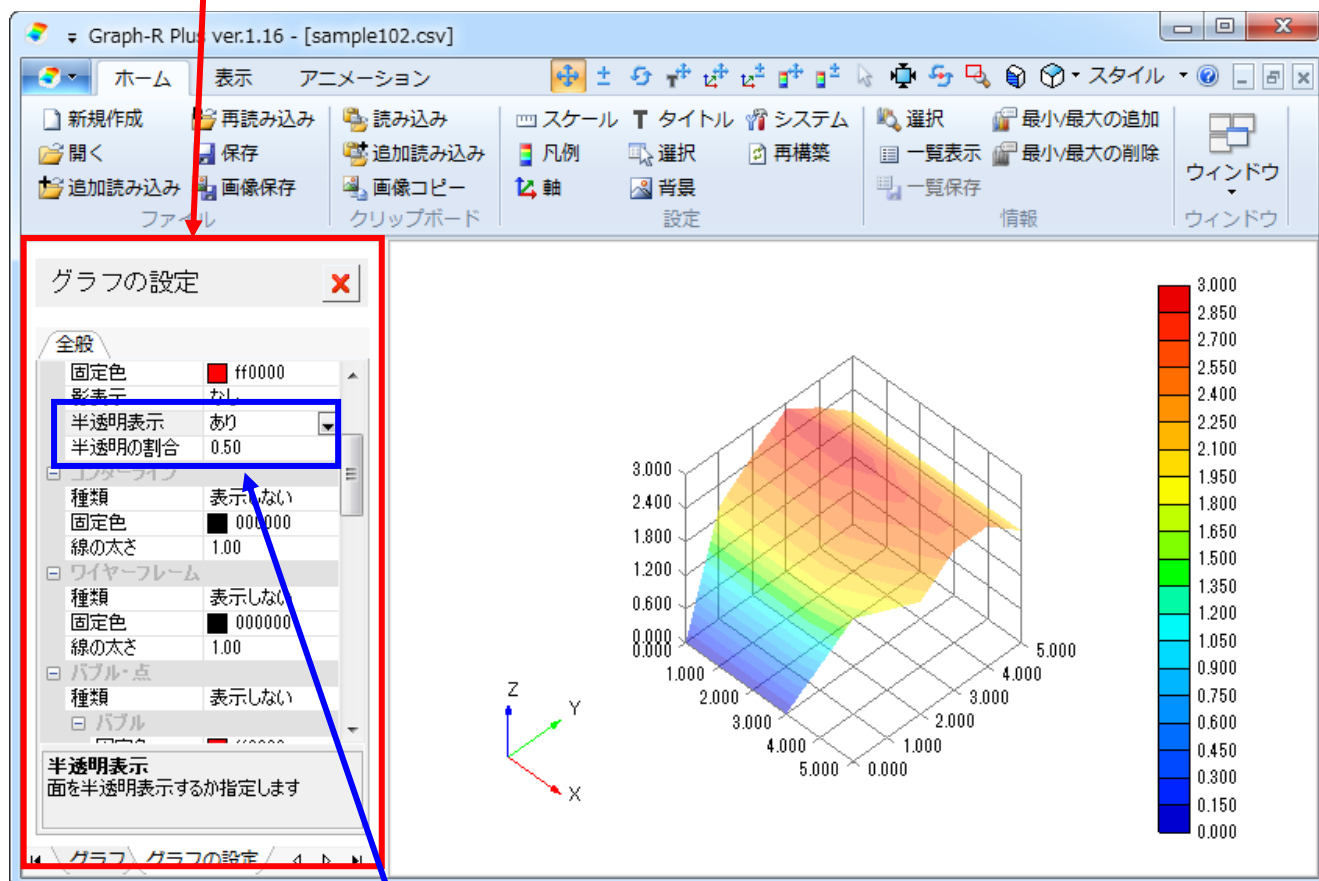 Graph-R Plus ver.1.16 - [sample102.csv]
ホーム 表示 アニメーション スタイル
新規作成 再読み込み 読み込み スケール タイトル システム 選択 最小/最大の追加
開く 保存 追加読み込み 凡例 選択 再構築 一覧表示 最小/最大の削除
追加読み込み 画像保存 画像コピー 軸 背景 一覧保存 ウィンドウ
ファイル クリップボード 設定 情報 ウィンドウ
グラフの設定
全般
固定色 ff0000
影表示 なし
半透明表示 あり
半透明の割合 0.50
コンターライン
種類 表示しない
固定色 000000
線の太さ 1.00
ワイヤーフレーム
種類 表示しない
固定色 000000
線の太さ 1.00
バブル・点
種類 表示しない
バブル
半透明表示
面を半透明表示するか指定します
グラフ グラフの設定
3.000
2.400
1.800
1.200
0.600
0.000
0.000
1.000
2.000
3.000
4.000
5.000
0.000
1.000
2.000
3.000
4.000
5.000
Z
Y
X
3.000
2.850
2.700
2.550
2.400
2.250
2.100
1.950
1.800
1.650
1.500
1.350
1.200
1.050
0.900
0.750
0.600
0.450
0.300
0.150
0.000